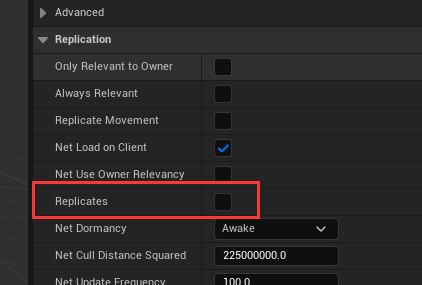 Advanced
Replication
Only Relevant to Owner
Always Relevant
Replicate Movement
Net Load on Client
Net Use Owner Relevancy
Replicates
Net Dormancy Awake
Net Cull Distance Squared 225000000.0
Net Update Frequency 100.0